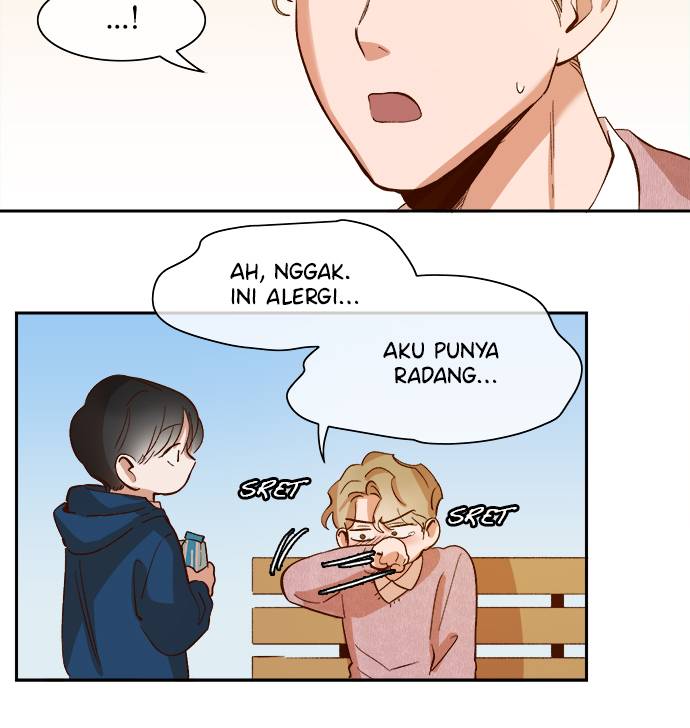 ...!
AH, NGGAK.
INI ALERGI...
AKU PUNYA
RADANG...
SRET
SRET